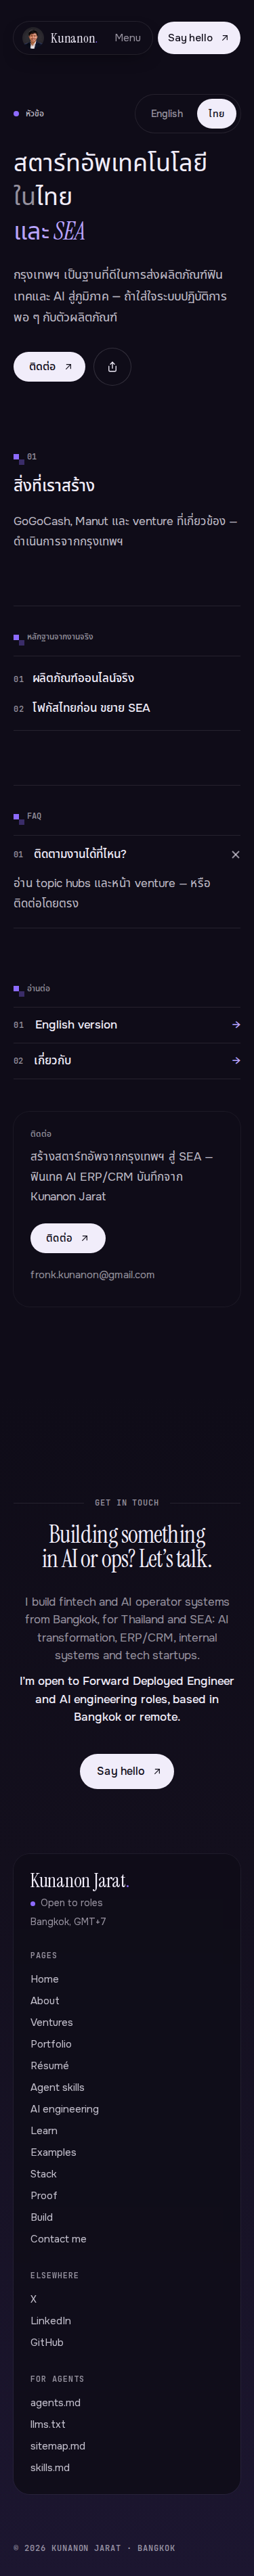 Kunanon.
Menu
Say hello
หัวข้อ
English
ไทย
สตาร์ทอัพเทคโนโลยี
ในไทย
และ SEA
กรุงเทพฯ เป็นฐานที่ดีในการส่งผลิตภัณฑ์ฟิน
เทคและ AI สู่ภูมิภาค — ถ้าใส่ใจระบบปฏิบัติการ
พอ ๆ กับตัวผลิตภัณฑ์
ติดต่อ
01
สิ่งที่เราสร้าง
GoGoCash, Manut และ venture ที่เกี่ยวข้อง —
ดำเนินการจากกรุงเทพฯ
หลักฐานจากงานจริง
01 ผลิตภัณฑ์ออนไลน์จริง
02 โฟกัสไทยก่อน ขยาย SEA
FAQ
01 ติดตามงานได้ที่ไหน?
อ่าน topic hubs และหน้า venture — หรือ
ติดต่อโดยตรง
อ่านต่อ
01 English version
02 เกี่ยวกับ
ติดต่อ
สร้างสตาร์ทอัพจากกรุงเทพฯ สู่ SEA —
ฟินเทค AI ERP/CRM บันทึกจาก
Kunanon Jarat
ติดต่อ
fronk.kunanon@gmail.com
GET IN TOUCH
Building something
in AI or ops? Let's talk.
I build fintech and AI operator systems
from Bangkok, for Thailand and SEA: AI
transformation, ERP/CRM, internal
systems and tech startups.
I'm open to Forward Deployed Engineer
and AI engineering roles, based in
Bangkok or remote.
Say hello
Kunanon Jarat.
Open to roles
Bangkok, GMT+7
PAGES
Home
About
Ventures
Portfolio
Résumé
Agent skills
AI engineering
Learn
Examples
Stack
Proof
Build
Contact me
ELSEWHERE
X
LinkedIn
GitHub
FOR AGENTS
agents.md
llms.txt
sitemap.md
skills.md
© 2026 KUNANON JARAT · BANGKOK